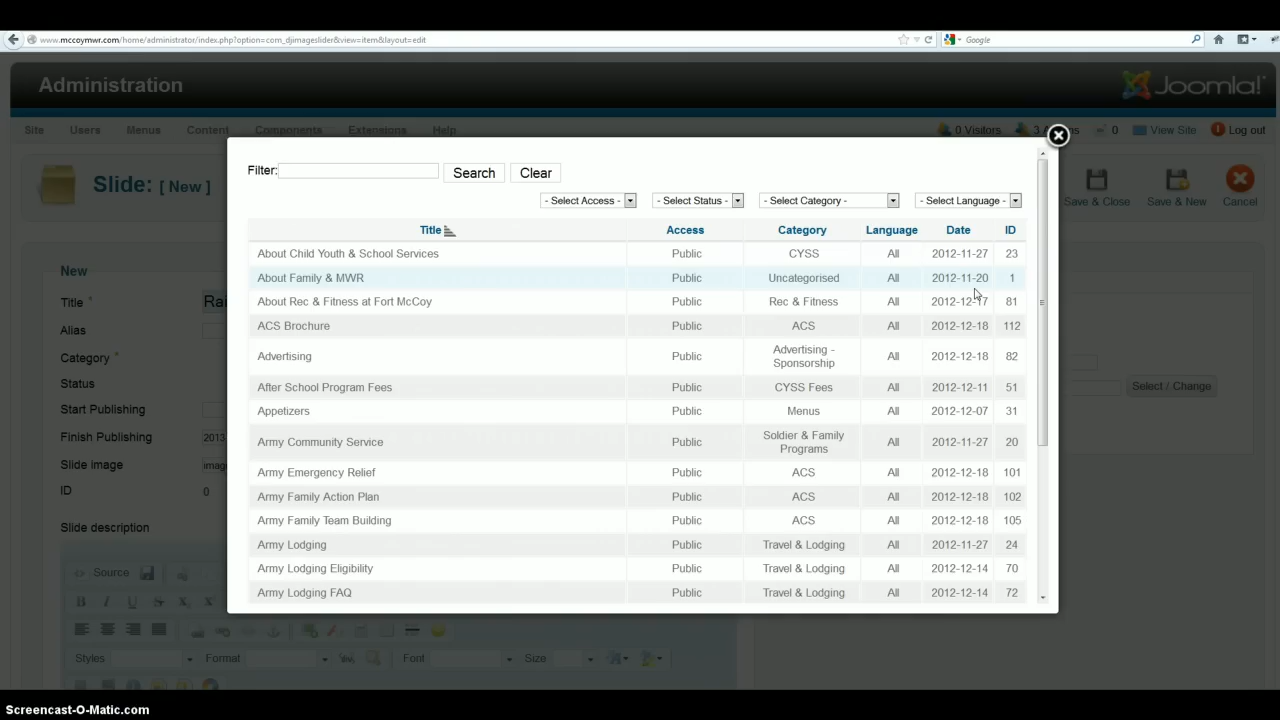 www.mccoymwr.com/home/administrator/index.php?option=com_djimageslider&view=item&layout=edit
Google
Administration
Joomla!
Site Users Menus Content Components Extensions Help
0 Visitors 0 View Site Log out
Slide: [ New ]
Save & Close Save & New Cancel
Filter: Search Clear
- Select Access - - Select Status - - Select Category - - Select Language -
Title Access Category Language Date ID
About Child Youth & School Services Public CYSS All 2012-11-27 23
About Family & MWR Public Uncategorised All 2012-11-20 1
About Rec & Fitness at Fort McCoy Public Rec & Fitness All 2012-12-17 81
ACS Brochure Public ACS All 2012-12-18 112
Advertising Public Advertising - Sponsorship All 2012-12-18 82
After School Program Fees Public CYSS Fees All 2012-12-11 51
Appetizers Public Menus All 2012-12-07 31
Army Community Service Public Soldier & Family Programs All 2012-11-27 20
Army Emergency Relief Public ACS All 2012-12-18 101
Army Family Action Plan Public ACS All 2012-12-18 102
Army Family Team Building Public ACS All 2012-12-18 105
Army Lodging Public Travel & Lodging All 2012-11-27 24
Army Lodging Eligibility Public Travel & Lodging All 2012-12-14 70
Army Lodging FAQ Public Travel & Lodging All 2012-12-14 72
New
Title * Rai
Alias
Category *
Status
Start Publishing
Finish Publishing 2013
Slide Image imag
ID 0
Select / Change
Slide description
Source
B I U S X₂ X²
Styles Format Font Size
Screencast-O-Matic.com